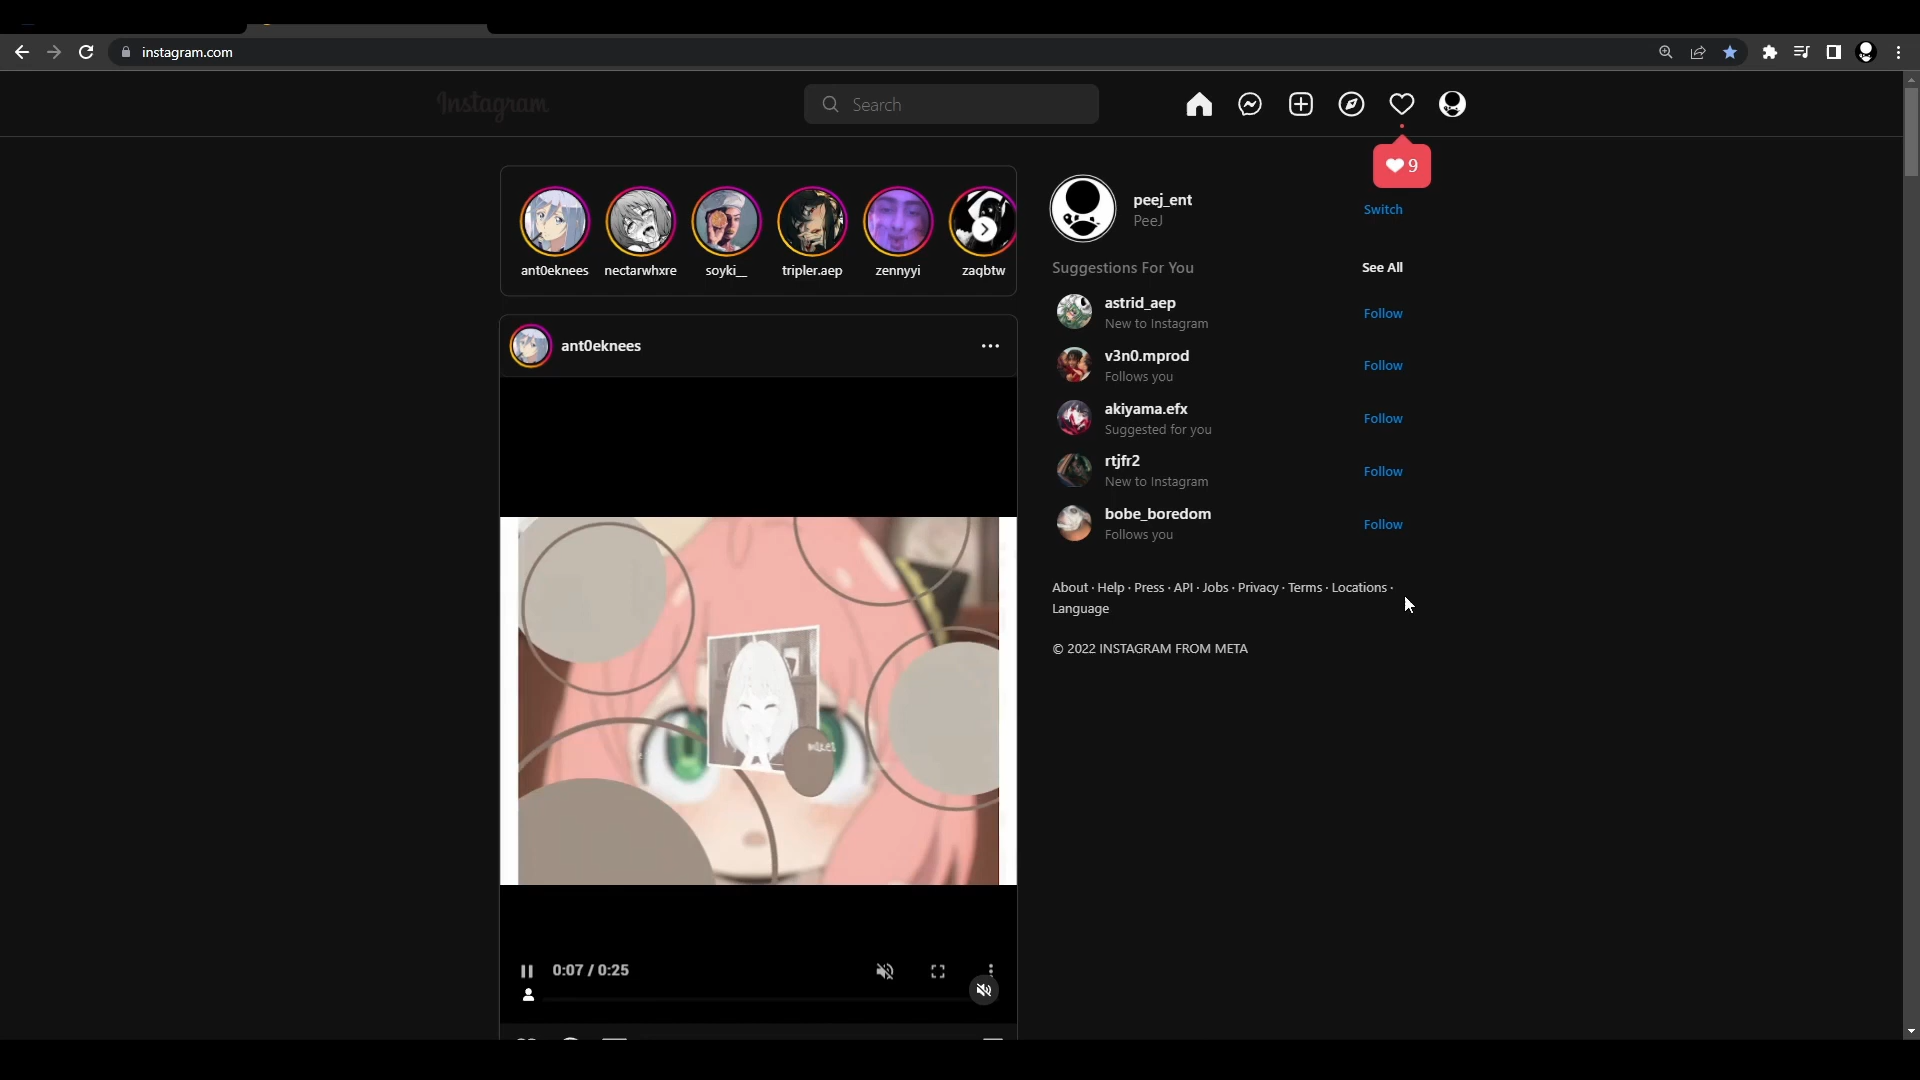 instagram.com
Instagram
Search
9
ant0eknees
nectarwhxre
soyki__
tripler.aep
zennyyi
zaqbtw
peej_ent
PeeJ
Switch
Suggestions For You
See All
astrid_aep
New to Instagram
Follow
v3n0.mprod
Follows you
Follow
akiyama.efx
Suggested for you
Follow
rtjfr2
New to Instagram
Follow
bobe_boredom
Follows you
Follow
About · Help · Press · API · Jobs · Privacy · Terms · Locations ·
Language
© 2022 INSTAGRAM FROM META
ant0eknees
0:07 / 0:25